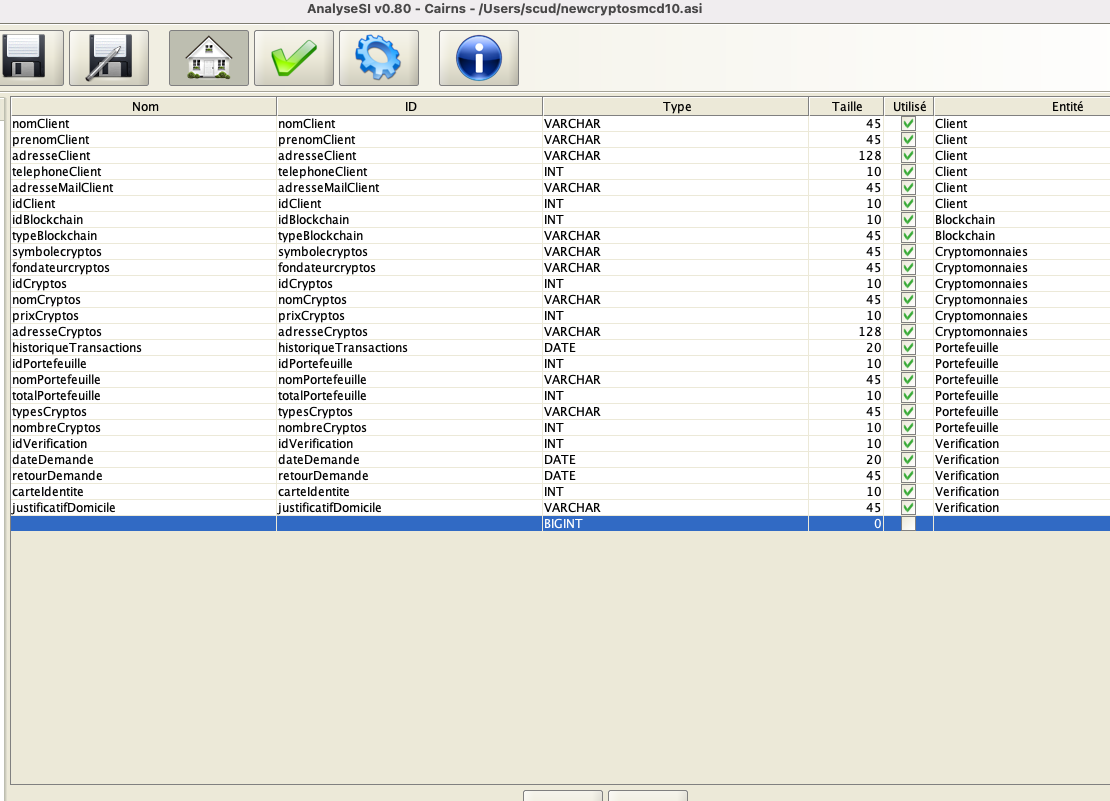 AnalyseSI v0.80 - Cairns - /Users/scud/newcryptosmcd10.asi
Nom ID Type Taille Utilisé Entité
nomClient nomClient VARCHAR 45 Client
prenomClient prenomClient VARCHAR 45 Client
adresseClient adresseClient VARCHAR 128 Client
telephoneClient telephoneClient INT 10 Client
adresseMailClient adresseMailClient VARCHAR 45 Client
idClient idClient INT 10 Client
idBlockchain idBlockchain INT 10 Blockchain
typeBlockchain typeBlockchain VARCHAR 45 Blockchain
symbolecryptos symbolecryptos VARCHAR 45 Cryptomonnaies
fondateurcryptos fondateurcryptos VARCHAR 45 Cryptomonnaies
idCryptos idCryptos INT 10 Cryptomonnaies
nomCryptos nomCryptos VARCHAR 45 Cryptomonnaies
prixCryptos prixCryptos INT 10 Cryptomonnaies
adresseCryptos adresseCryptos VARCHAR 128 Cryptomonnaies
historiqueTransactions historiqueTransactions DATE 20 Portefeuille
idPortefeuille idPortefeuille INT 10 Portefeuille
nomPortefeuille nomPortefeuille VARCHAR 45 Portefeuille
totalPortefeuille totalPortefeuille INT 10 Portefeuille
typesCryptos typesCryptos VARCHAR 45 Portefeuille
nombreCryptos nombreCryptos INT 10 Portefeuille
idVerification idVerification INT 10 Verification
dateDemande dateDemande DATE 20 Verification
retourDemande retourDemande DATE 45 Verification
carteIdentite carteIdentite INT 10 Verification
justificatifDomicile justificatifDomicile VARCHAR 45 Verification
BIGINT 0